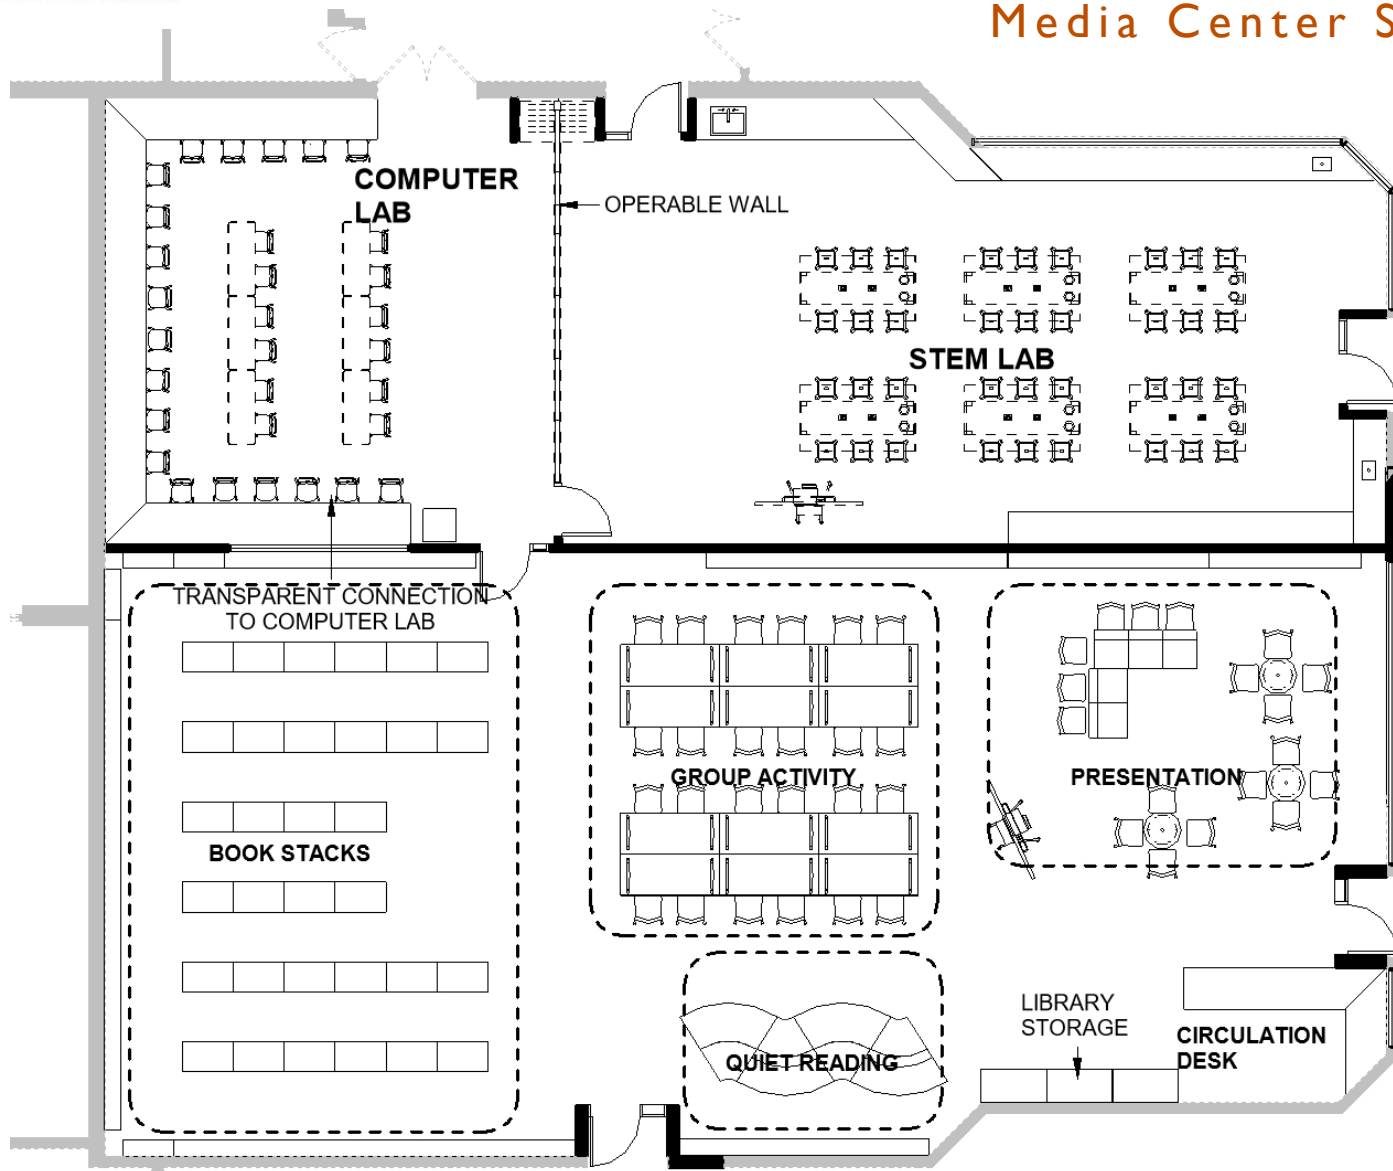 Media Center S
COMPUTER
LAB
OPERABLE WALL
STEM LAB
TRANSPARENT CONNECTION
TO COMPUTER LAB
GROUP ACTIVITY
PRESENTATION
BOOK STACKS
LIBRARY
STORAGE
CIRCULATION
DESK
QUIET READING